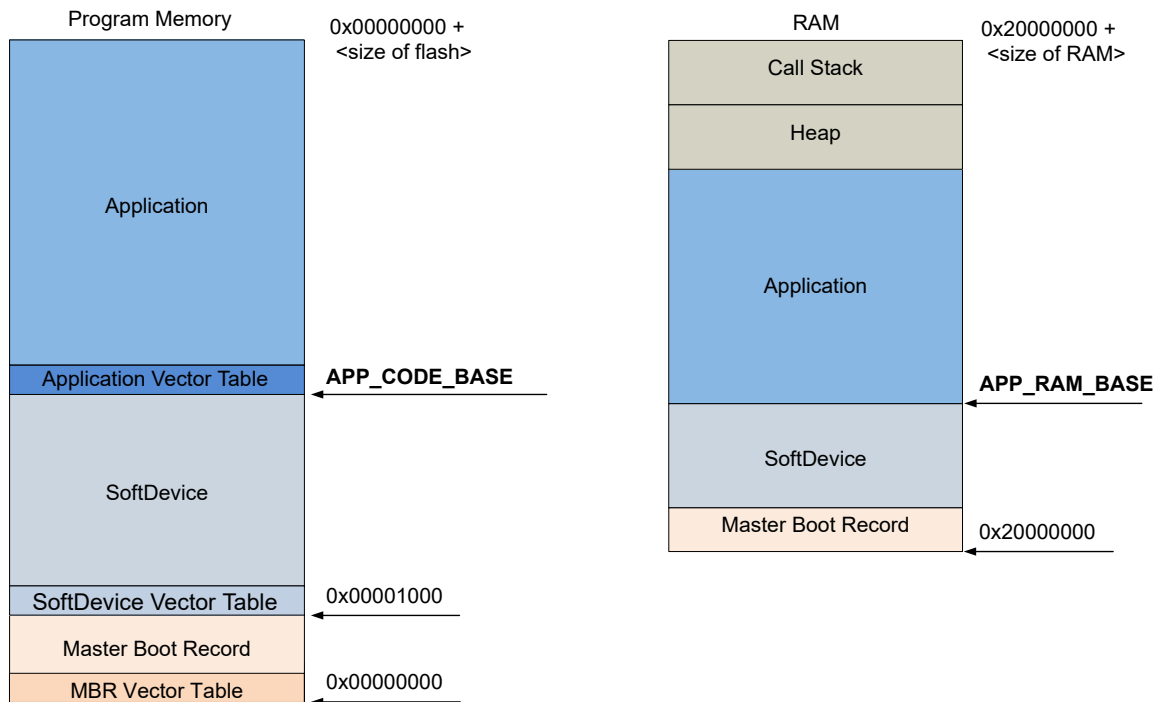 Program Memory
0x00000000 +
<size of flash>
Application
Application Vector Table
APP_CODE_BASE
SoftDevice
SoftDevice Vector Table
0x00001000
Master Boot Record
MBR Vector Table
0x00000000
RAM
0x20000000 +
<size of RAM>
Call Stack
Heap
Application
APP_RAM_BASE
SoftDevice
Master Boot Record
0x20000000